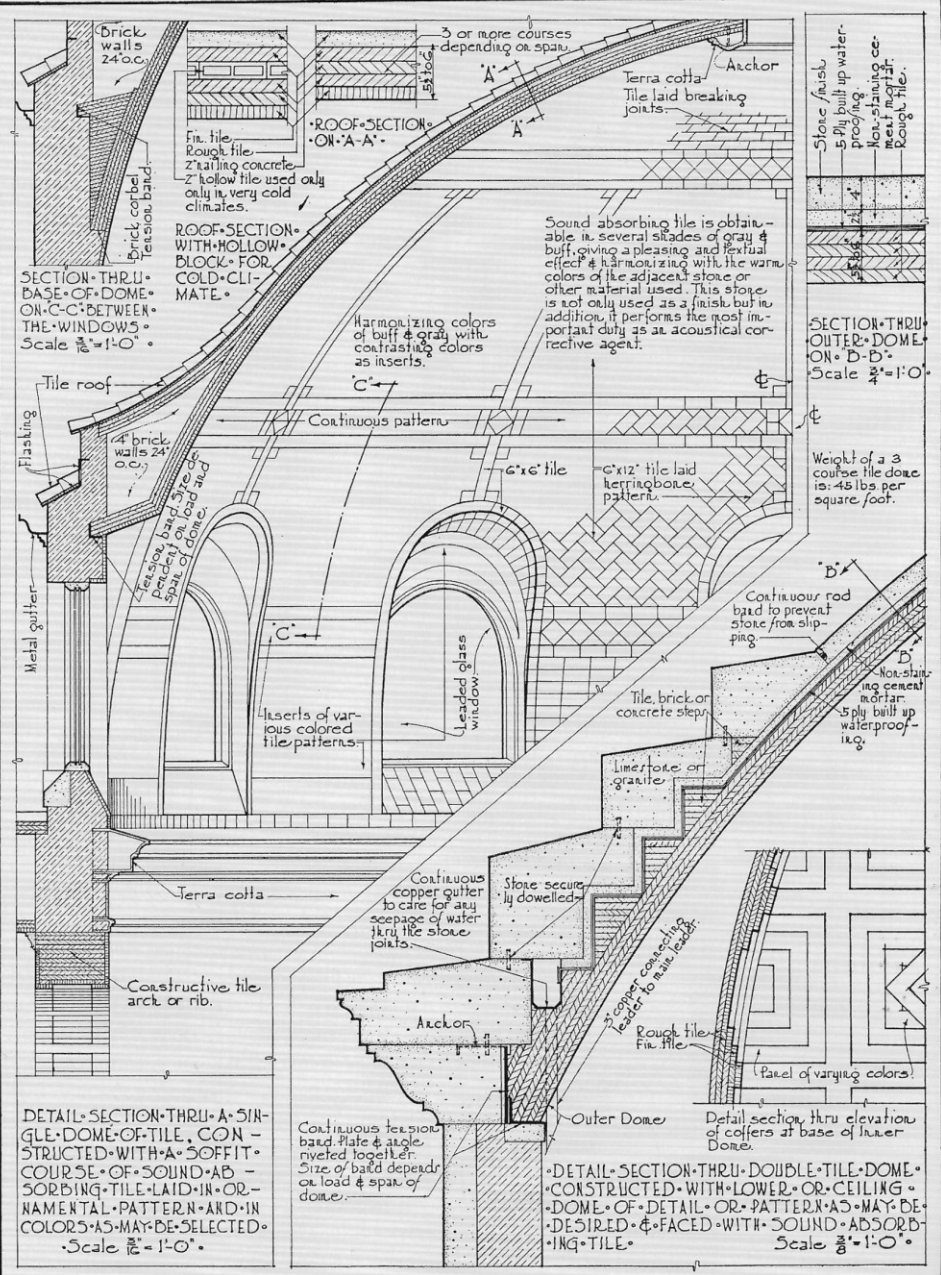 Brick
walls
24"o.c.
Brick corbel
Tension band.
SECTION·THRU·
BASE·OF·DOME·
ON·"C-C"·BETWEEN
THE·WINDOWS·
Scale 3/16"=1'-0" ·
3 or more courses
depending on span.
5½"to6"
·ROOF·SECTION
·ON·"A-A"·
Fin. tile
Rough tile
2"nailing concrete
2" hollow tile used only
only in very cold
climates.
ROOF·SECTION·
WITH·HOLLOW·
BLOCK·FOR·
COLD·CLI-
MATE·
"A"
"A"
Terra cotta
Anchor
Tile laid breaking
joints.
Stone finish
5-Ply built up water-
proofing.
Non-staining ce-
ment mortar.
Rough tile.
4"
·SECTION·THRU·
OUTER·DOME·
ON·"B-B"·
·Scale 3/4"=1'-0"
Sound absorbing tile is obtain-
able in several shades of gray &
buff, giving a pleasing and textual
effect & harmonizing with the warm
colors of the adjacent stone or
other material used. This stone
is not only used as a finish but in
addition it performs the most im-
portant duty as an acoustical cor-
rective agent.
Harmonizing colors
of buff & gray with
contrasting colors
as inserts.
"C"
℄
℄
Tile roof
Flashing
Continuous pattern
4" brick
walls 24"
o.c.
6"x6" tile
6"x12" tile laid
herringbone
pattern.
Weight of a 3
course tile dome
is: 45 lbs. per
square foot.
Tension band. Size de-
pendent on load and
span of dome.
Metal gutter
"C"
Leaded glass
window
Inserts of var-
ious colored
tile patterns.
"B"
Continuous rod
band to prevent
stone from slip-
ping.
"B"
Non-stain-
ing cement
mortar.
5 ply built up
waterproof-
ing.
Tile, brick or
concrete steps
Limestone or
granite
Terra cotta
Continuous
copper gutter
to care for any
seepage of water
thru the stone
joints.
Stone secure
ly dowelled
3" copper connecting
leader to main leader.
Constructive tile
arch or rib.
Anchor
Rough tile
Fin. tile
Panel of varying colors.
Outer Dome
Detail section thru elevation
of coffers at base of Inner
Dome.
Continuous tension
band. Plate & angle
riveted together.
Size of band depends
on load & span of
dome.
DETAIL·SECTION·THRU·A·SIN-
GLE·DOME·OF·TILE, CON-
STRUCTED·WITH·A·SOFFIT·
COURSE·OF·SOUND·AB-
SORBING·TILE·LAID·IN·OR-
NAMENTAL·PATTERN·AND·IN
COLORS·AS·MAY·BE·SELECTED·
·Scale 3/16"=1'-0"·
·DETAIL·SECTION·THRU·DOUBLE·TILE·DOME·
·CONSTRUCTED·WITH·LOWER·OR·CEILING·
·DOME·OF·DETAIL·OR·PATTERN·AS·MAY·BE·
·DESIRED·&·FACED·WITH·SOUND·ABSORB-
·ING·TILE·
Scale 3/8"=1'-0"